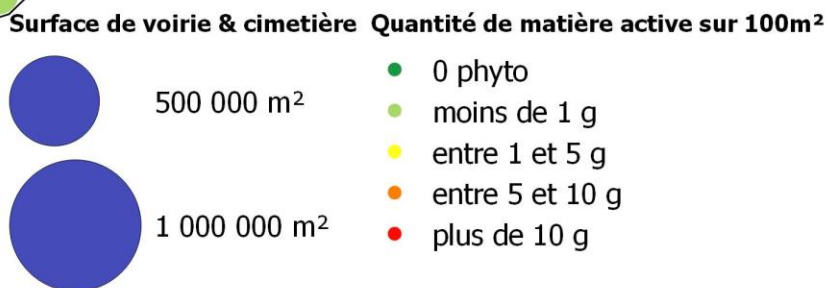 Surface de voirie & cimetière
500 000 m²
1 000 000 m²
Quantité de matière active sur 100m²
0 phyto
moins de 1 g
entre 1 et 5 g
entre 5 et 10 g
plus de 10 g